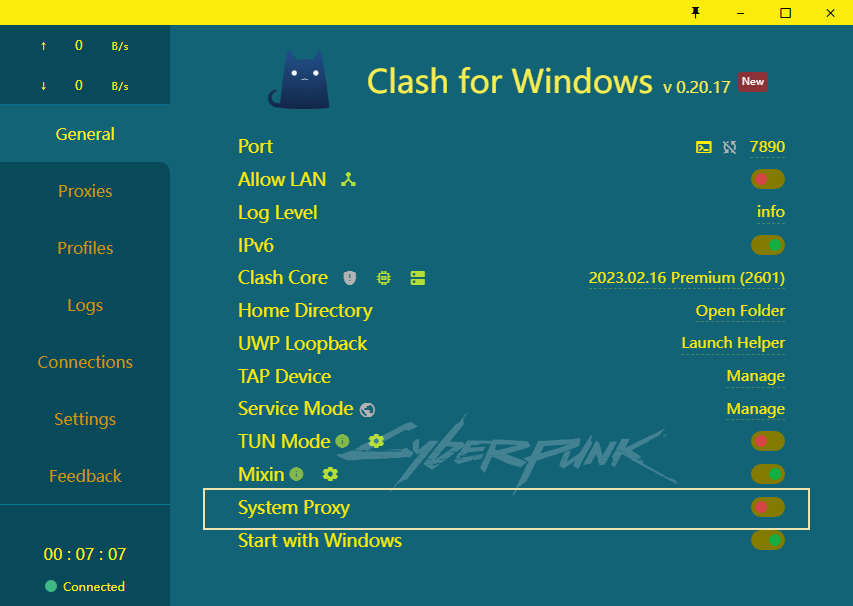 ↑ 0 B/s
↓ 0 B/s
General
Proxies
Profiles
Logs
Connections
Settings
Feedback
00 : 07 : 07
Connected
Clash for Windows v 0.20.17 New
Port 7890
Allow LAN
Log Level info
IPv6
Clash Core 2023.02.16 Premium (2601)
Home Directory Open Folder
UWP Loopback Launch Helper
TAP Device Manage
Service Mode Manage
TUN Mode
CYBERPUNK
Mixin
System Proxy
Start with Windows